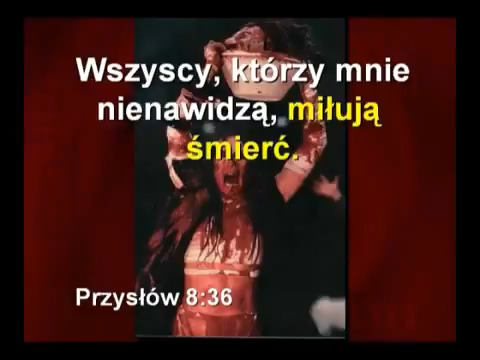 Wszyscy, którzy mnie
nienawidzą, miłują
śmierć.
Przysłów 8:36